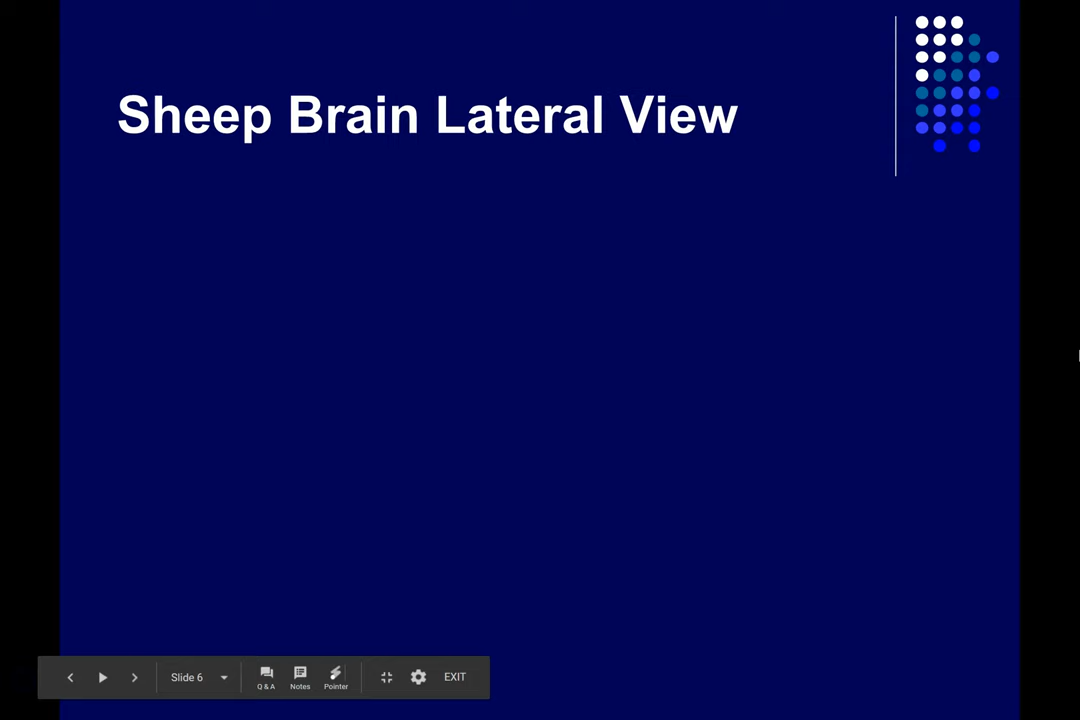 Sheep Brain Lateral View
Slide 6
Q & A
Notes
Pointer
EXIT